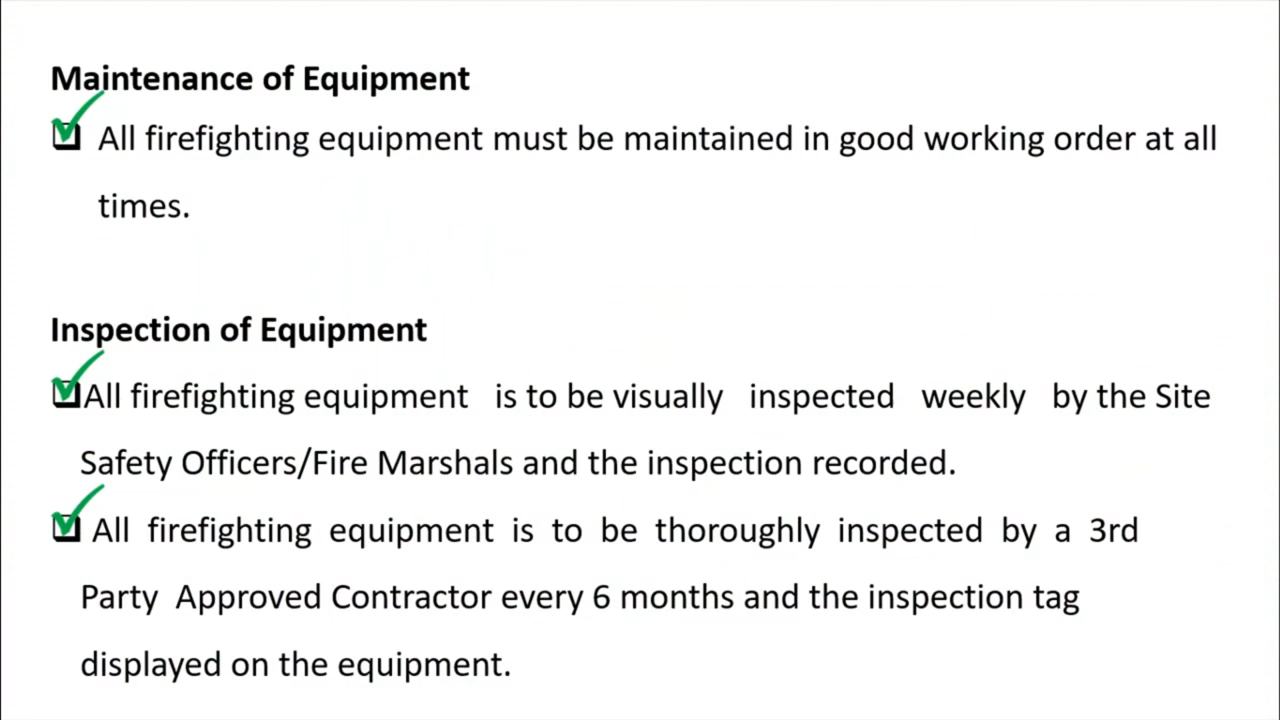 Maintenance of Equipment
All firefighting equipment must be maintained in good working order at all
times.
Inspection of Equipment
All firefighting equipment is to be visually inspected weekly by the Site
Safety Officers/Fire Marshals and the inspection recorded.
All firefighting equipment is to be thoroughly inspected by a 3rd
Party Approved Contractor every 6 months and the inspection tag
displayed on the equipment.